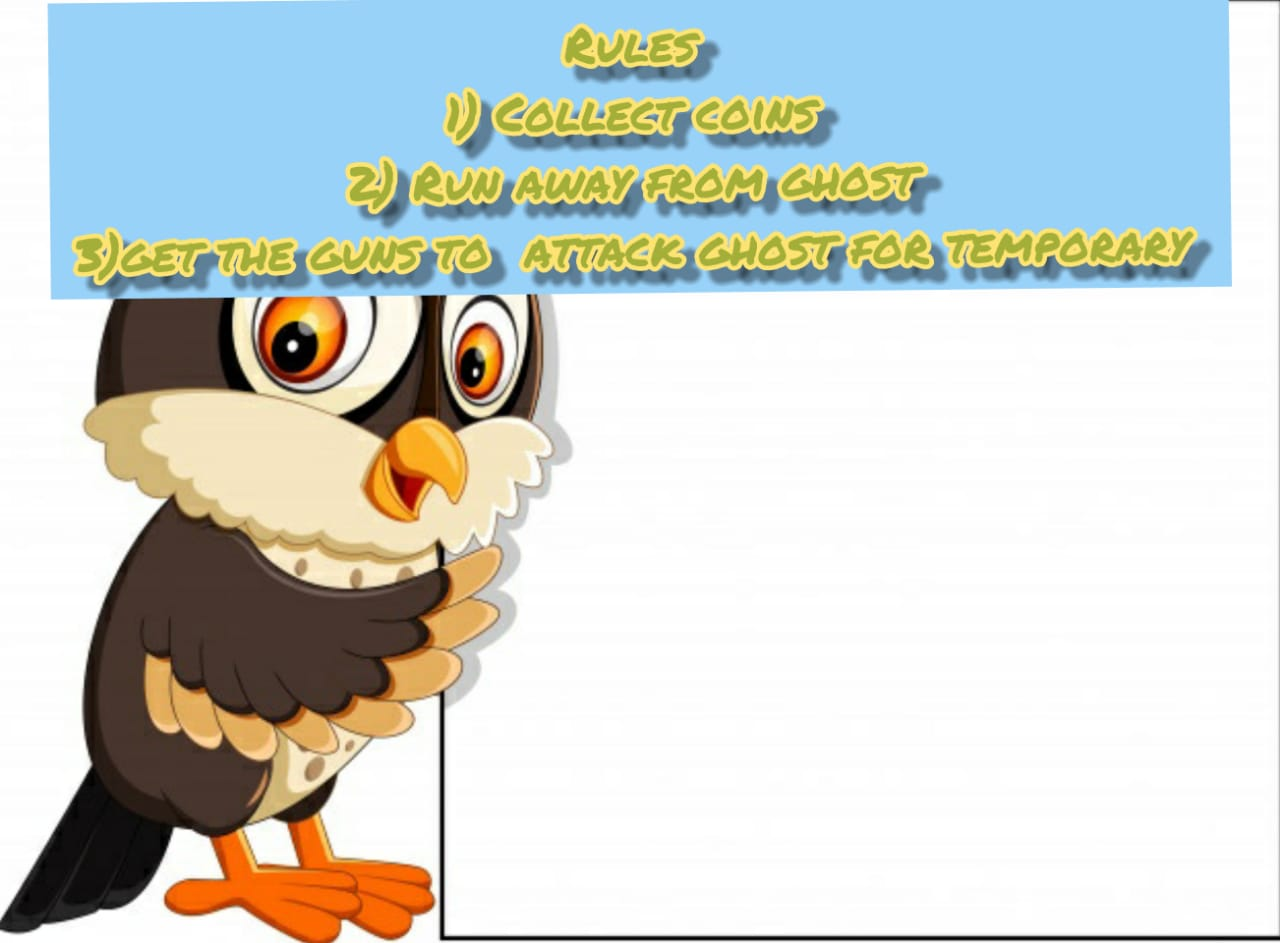 RULES
1) COLLECT COINS
2) RUN AWAY FROM GHOST
3)GET THE GUNS TO  ATTACK GHOST FOR TEMPORARY